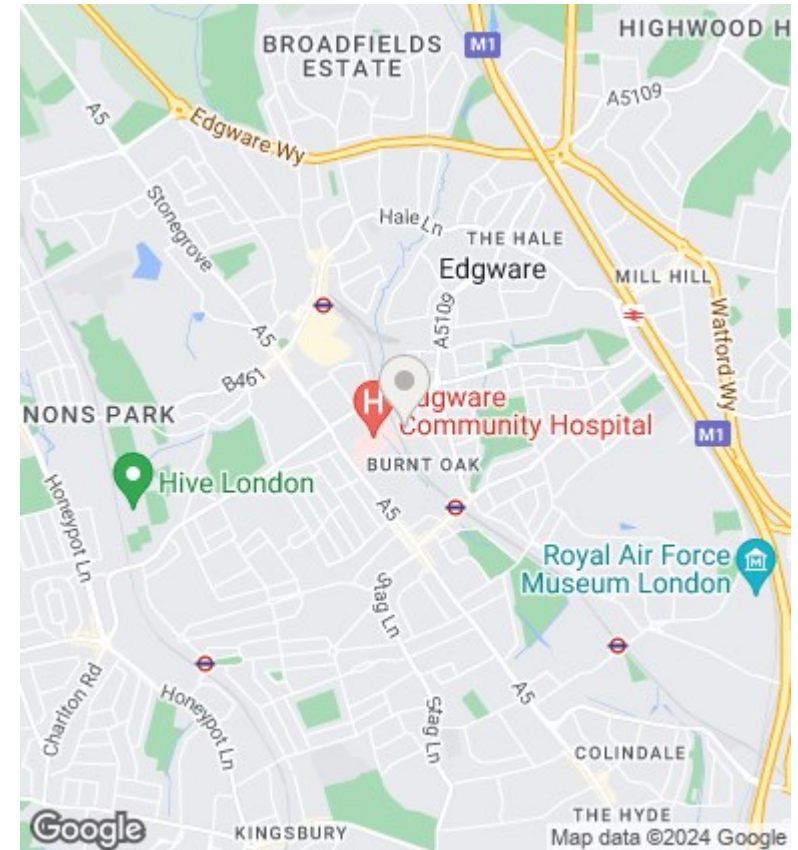 BROADFIELDS
ESTATE
M1
HIGHWOOD H
A5109
A5
Edgware Wy
Stonegrove
Hale Ln
THE HALE
Edgware
MILL HILL
A5109
Watford Wy
A5
B461
NONS PARK
H
dgware
Community Hospital
M1
BURNT OAK
Hive London
Honeypot Ln
A5
Royal Air Force
Museum London
M
Stag Ln
Charlton Rd
Honeypot Ln
Stag Ln
A5
COLINDALE
THE HYDE
Google
KINGSBURY
Map data ©2024 Google